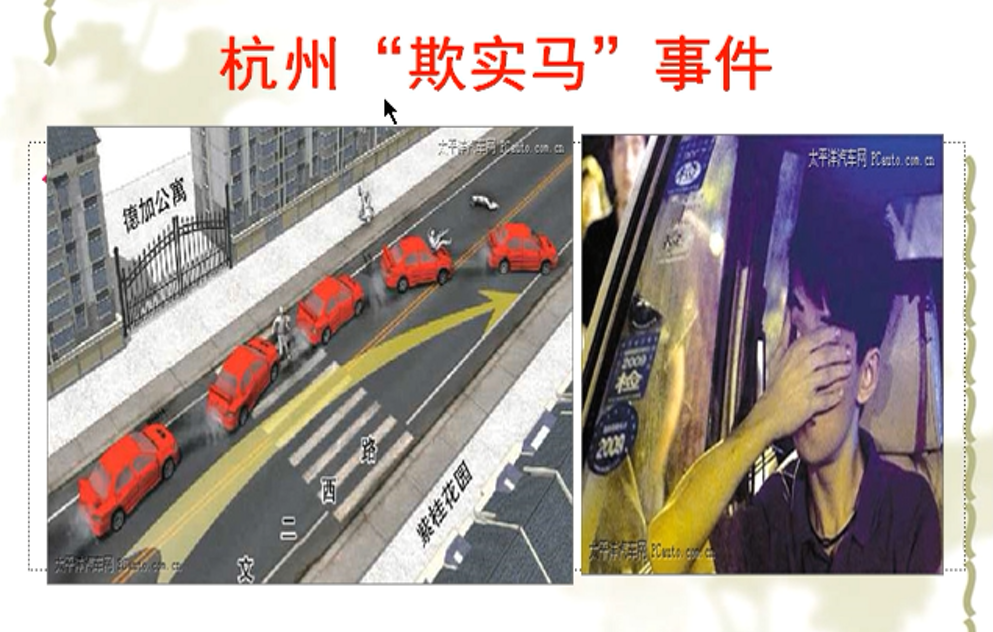 杭州“欺实马”事件
太平洋汽车网 PCauto.com.cn
太平洋汽车网 PCauto.com.cn
德加公寓
2009
检
路
西
二
文
紫桂花园
2009
太平洋汽车网 PCauto.com.cn
太平洋汽车网 PCauto.com.cn